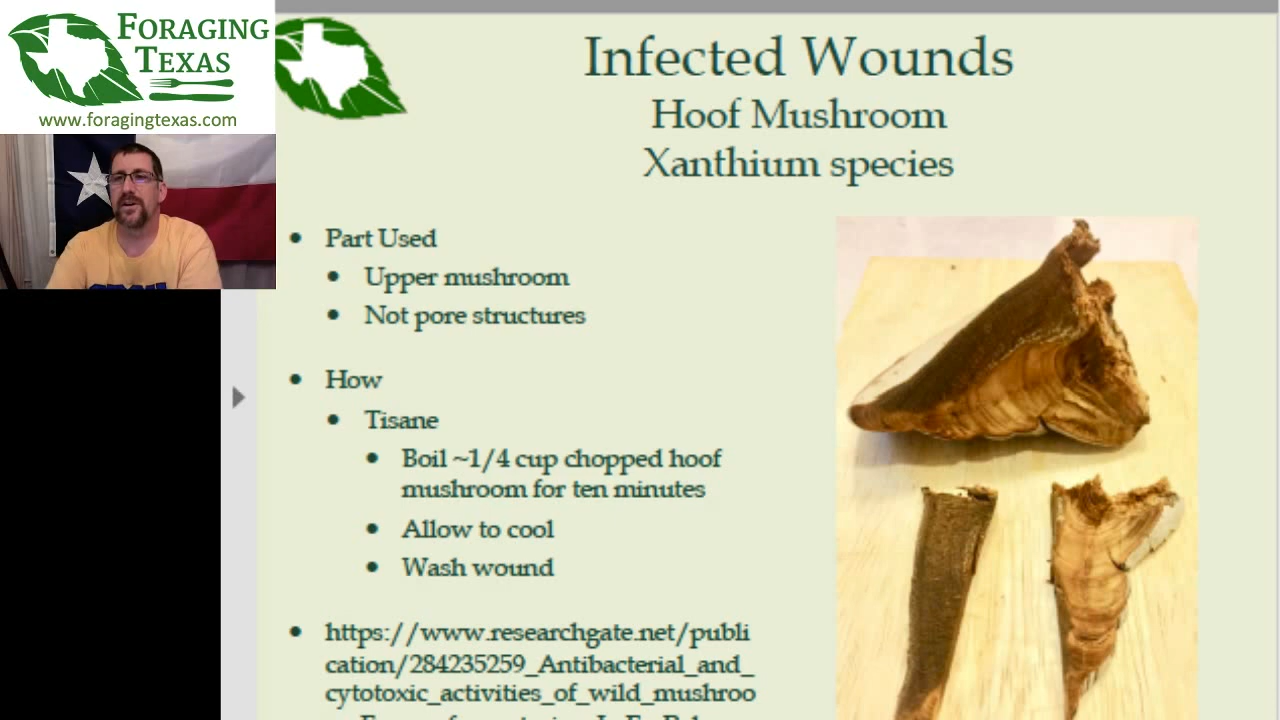 FORAGING
TEXAS
www.foragingtexas.com
Infected Wounds
Hoof Mushroom
Xanthium species
• Part Used
• Upper mushroom
• Not pore structures
• How
• Tisane
• Boil ~1/4 cup chopped hoof
mushroom for ten minutes
• Allow to cool
• Wash wound
• https://www.researchgate.net/publi
cation/284235259_Antibacterial_and_
cytotoxic_activities_of_wild_mushroo